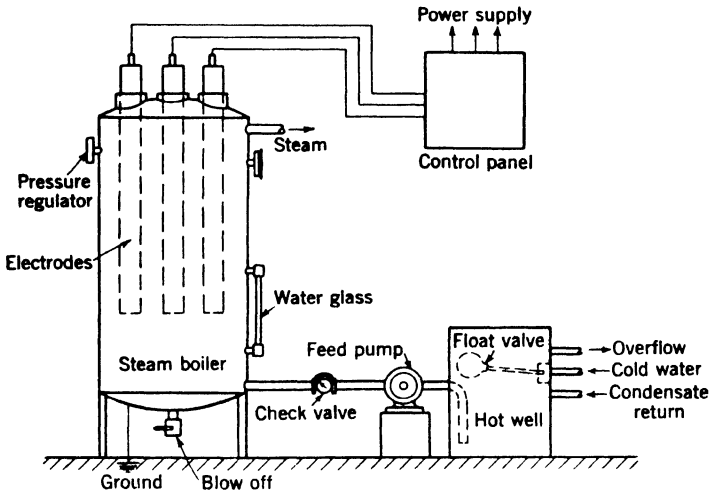 Power supply
Control panel
Steam
Pressure
regulator
Electrodes
Water glass
Steam boiler
Feed pump
Float valve
Overflow
Cold water
Condensate
return
Check valve
Hot well
Ground
Blow off